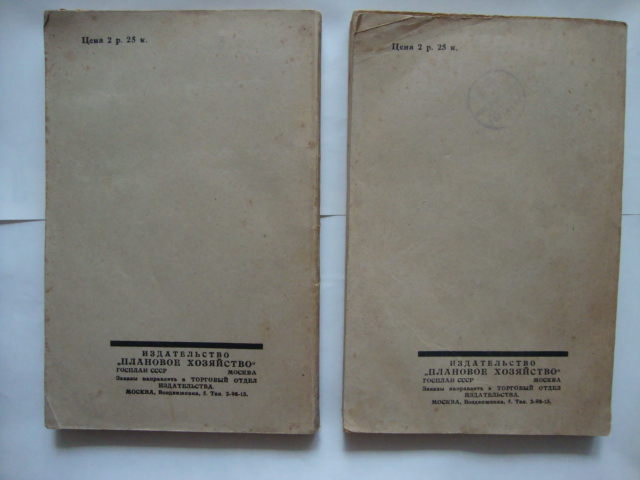 Цена 2 р. 25 к.
ИЗДАТЕЛЬСТВО
„ПЛАНОВОЕ ХОЗЯЙСТВО“
ГОСПЛАН СССР МОСКВА
Заказы направлять в ТОРГОВЫЙ ОТДЕЛ
ИЗДАТЕЛЬСТВА.
МОСКВА, Воздвиженка, 5. Тел. 3-98-15.
Цена 2 р. 25 к.
ИЗДАТЕЛЬСТВО
„ПЛАНОВОЕ ХОЗЯЙСТВО“
ГОСПЛАН СССР МОСКВА
Заказы направлять в ТОРГОВЫЙ ОТДЕЛ
ИЗДАТЕЛЬСТВА.
МОСКВА, Воздвиженка, 5. Тел. 3-98-15.